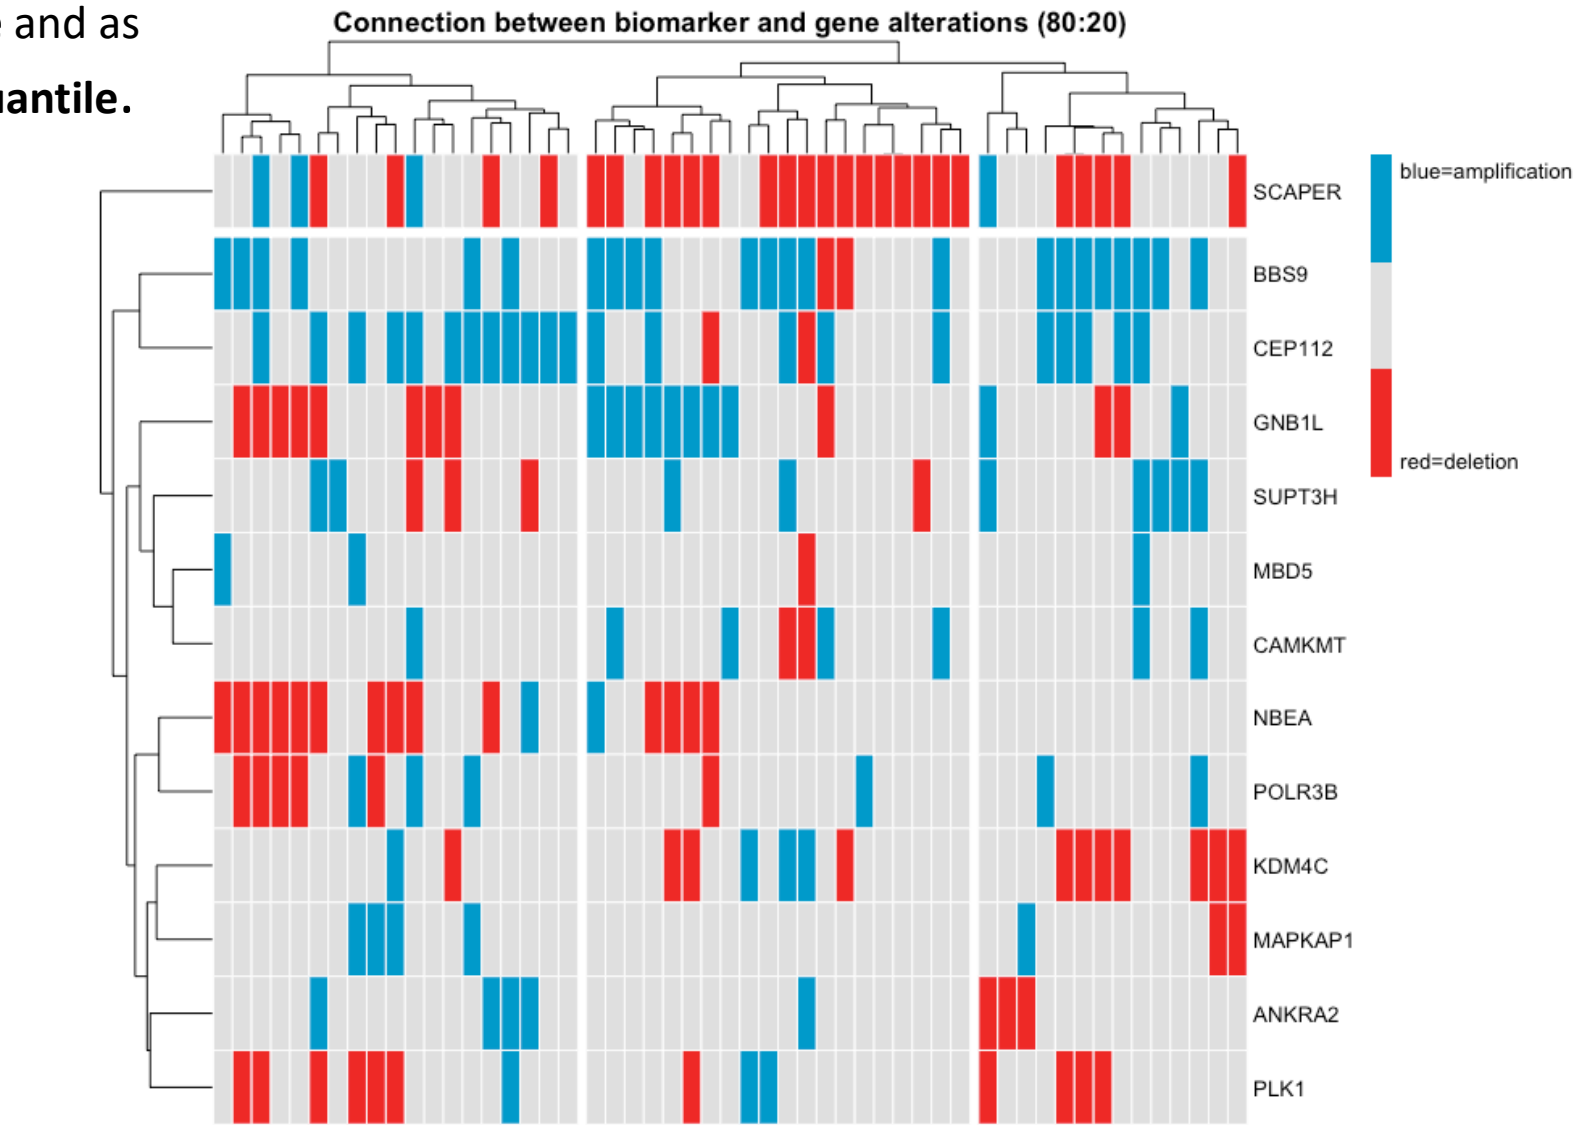 and as
Connection between biomarker and gene alterations (80:20)
blue=amplification
SCAPER
BBS9
CEP112
GNB1L
red=deletion
SUPT3H
MBD5
CAMKMT
NBEA
POLR3B
KDM4C
MAPKAP1
ANKRA2
PLK1